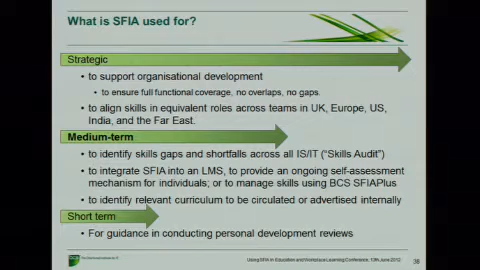 What is SFIA used for?
Strategic
• to support organisational development
• to ensure full functional coverage, no overlaps, no gaps.
• to align skills in equivalent roles across teams in UK, Europe, US,
India, and the Far East.
Medium-term
• to identify skills gaps and shortfalls across all IS/IT (“Skills Audit”)
• to integrate SFIA into an LMS, to provide an ongoing self-assessment
mechanism for individuals; or to manage skills using BCS SFIAPlus
• to identify relevant curriculum to be circulated or advertised internally
Short term
• For guidance in conducting personal development reviews
Using SFIA in Education and Workplace Learning Conference, 13th June 2012
36